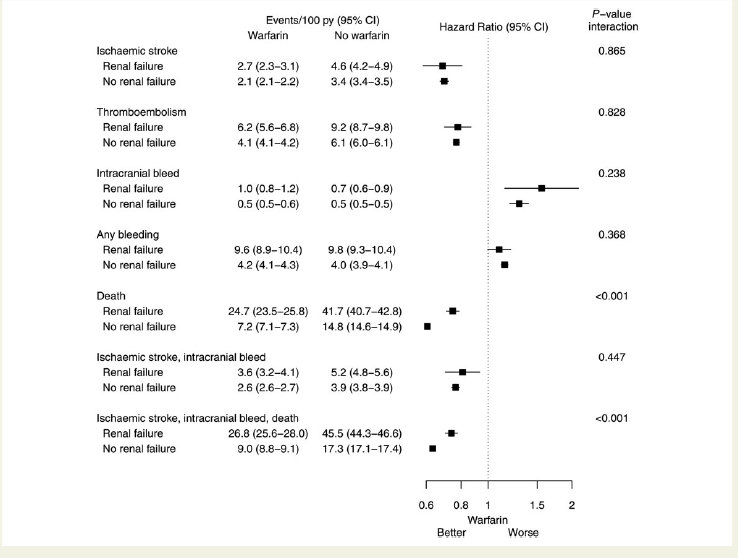 Events/100 py (95% CI) Hazard Ratio (95% CI) P–value interaction
Warfarin No warfarin
Ischaemic stroke 0.865
Renal failure 2.7 (2.3–3.1) 4.6 (4.2–4.9)
No renal failure 2.1 (2.1–2.2) 3.4 (3.4–3.5)
Thromboembolism 0.828
Renal failure 6.2 (5.6–6.8) 9.2 (8.7–9.8)
No renal failure 4.1 (4.1–4.2) 6.1 (6.0–6.1)
Intracranial bleed 0.238
Renal failure 1.0 (0.8–1.2) 0.7 (0.6–0.9)
No renal failure 0.5 (0.5–0.6) 0.5 (0.5–0.5)
Any bleeding 0.368
Renal failure 9.6 (8.9–10.4) 9.8 (9.3–10.4)
No renal failure 4.2 (4.1–4.3) 4.0 (3.9–4.1)
Death <0.001
Renal failure 24.7 (23.5–25.8) 41.7 (40.7–42.8)
No renal failure 7.2 (7.1–7.3) 14.8 (14.6–14.9)
Ischaemic stroke, intracranial bleed 0.447
Renal failure 3.6 (3.2–4.1) 5.2 (4.8–5.6)
No renal failure 2.6 (2.6–2.7) 3.9 (3.8–3.9)
Ischaemic stroke, intracranial bleed, death <0.001
Renal failure 26.8 (25.6–28.0) 45.5 (44.3–46.6)
No renal failure 9.0 (8.8–9.1) 17.3 (17.1–17.4)
0.6 0.8 1 1.5 2
Warfarin
Better Worse